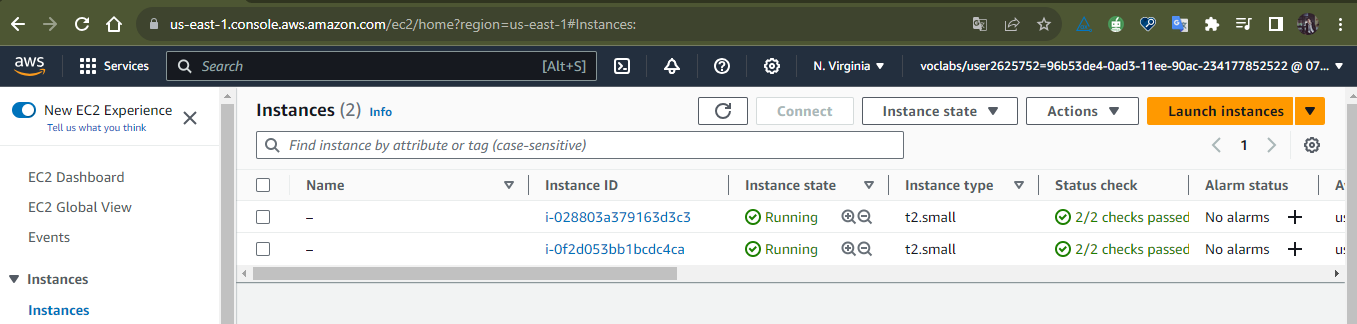 us-east-1.console.aws.amazon.com/ec2/home?region=us-east-1#Instances:
aws Services Search [Alt+S] N. Virginia voclabs/user2625752=96b53de4-0ad3-11ee-90ac-234177852522 @ 07...
New EC2 Experience
Tell us what you think
EC2 Dashboard
EC2 Global View
Events
Instances
Instances
Instances (2) Info Connect Instance state Actions Launch instances
Find instance by attribute or tag (case-sensitive) 1
Name Instance ID Instance state Instance type Status check Alarm status
– i-028803a379163d3c3 Running t2.small 2/2 checks passed No alarms
– i-0f2d053bb1bcdc4ca Running t2.small 2/2 checks passed No alarms